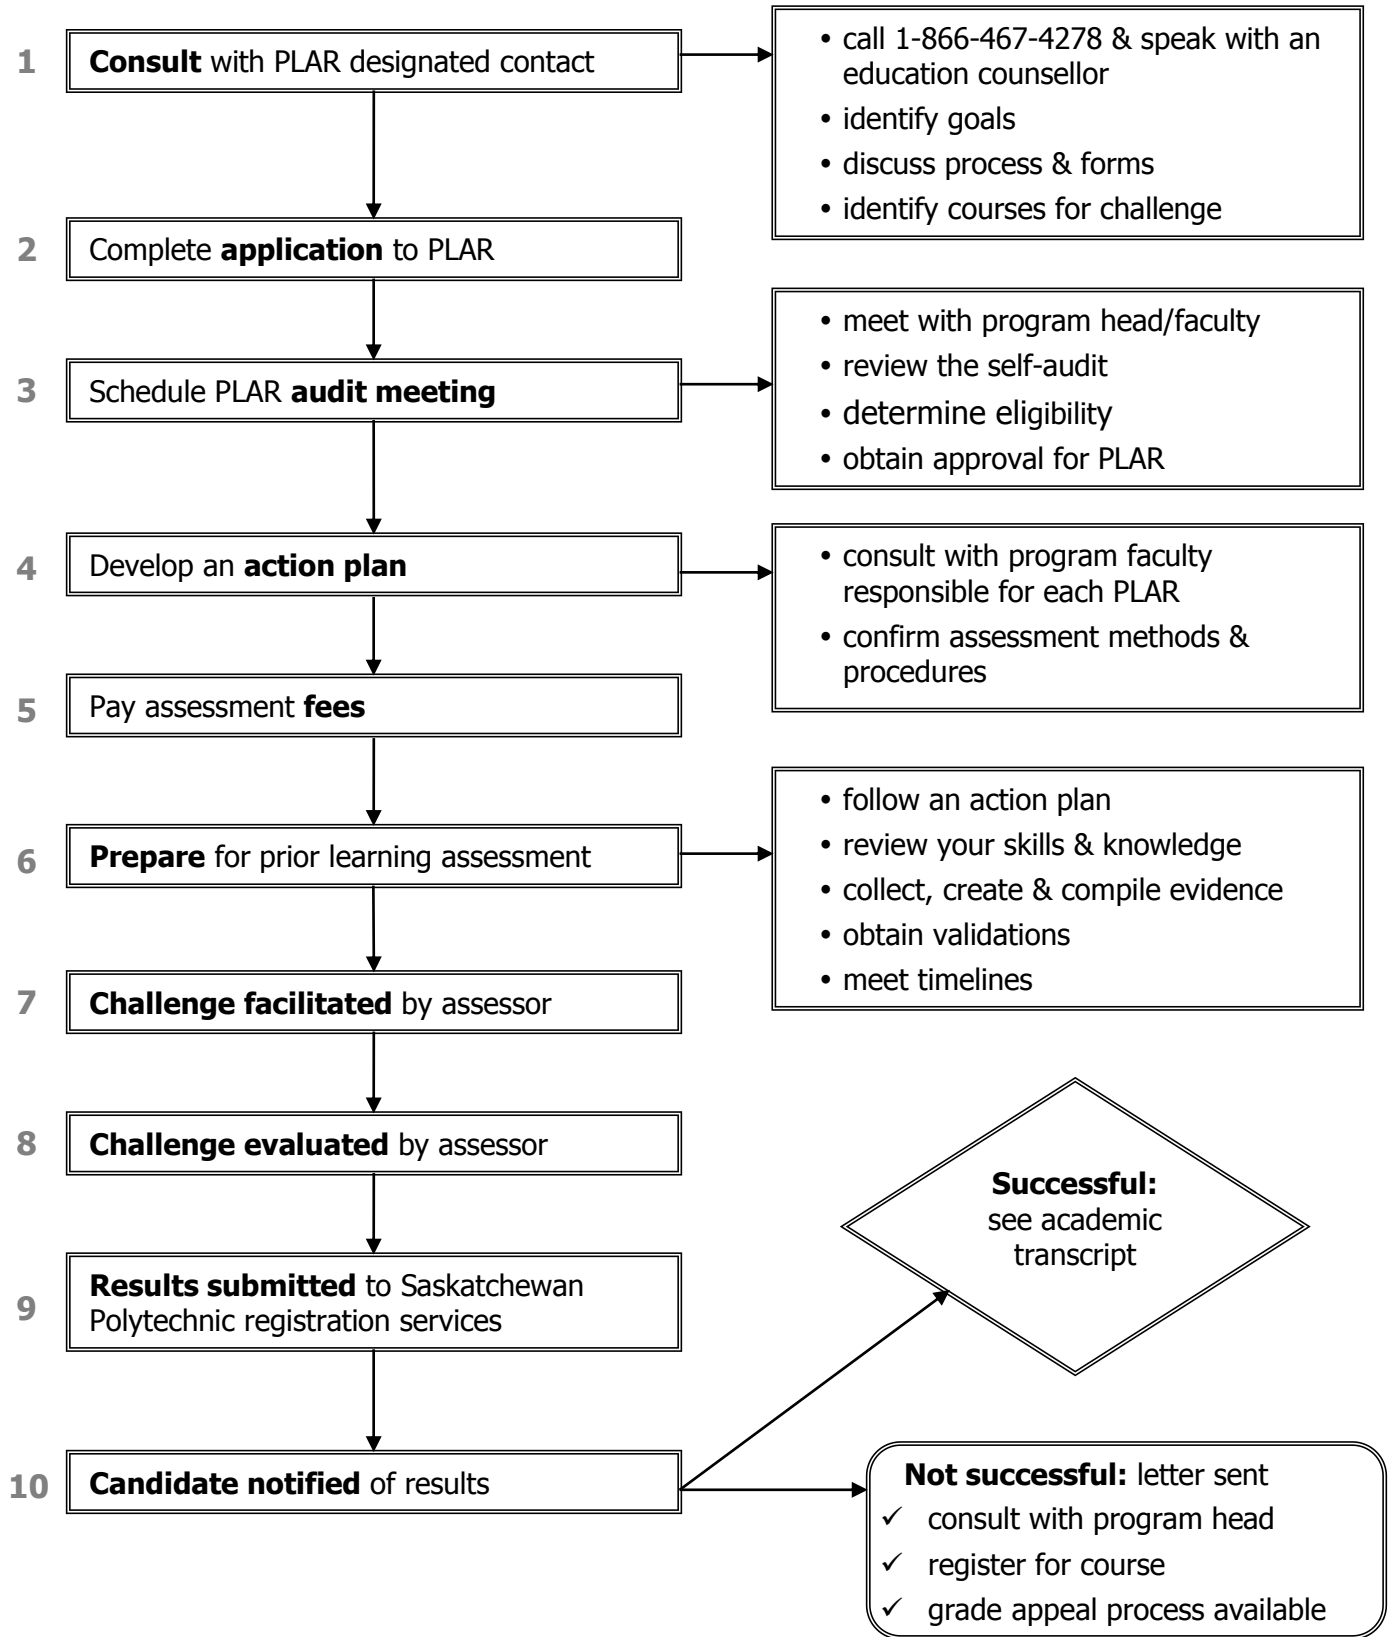 1
Consult with PLAR designated contact
• call 1-866-467-4278 & speak with an
education counsellor
• identify goals
• discuss process & forms
• identify courses for challenge
2
Complete application to PLAR
3
Schedule PLAR audit meeting
• meet with program head/faculty
• review the self-audit
• determine eligibility
• obtain approval for PLAR
4
Develop an action plan
• consult with program faculty
responsible for each PLAR
• confirm assessment methods &
procedures
5
Pay assessment fees
6
Prepare for prior learning assessment
• follow an action plan
• review your skills & knowledge
• collect, create & compile evidence
• obtain validations
• meet timelines
7
Challenge facilitated by assessor
8
Challenge evaluated by assessor
9
Results submitted to Saskatchewan
Polytechnic registration services
10
Candidate notified of results
Successful:
see academic
transcript
Not successful: letter sent
✓ consult with program head
✓ register for course
✓ grade appeal process available